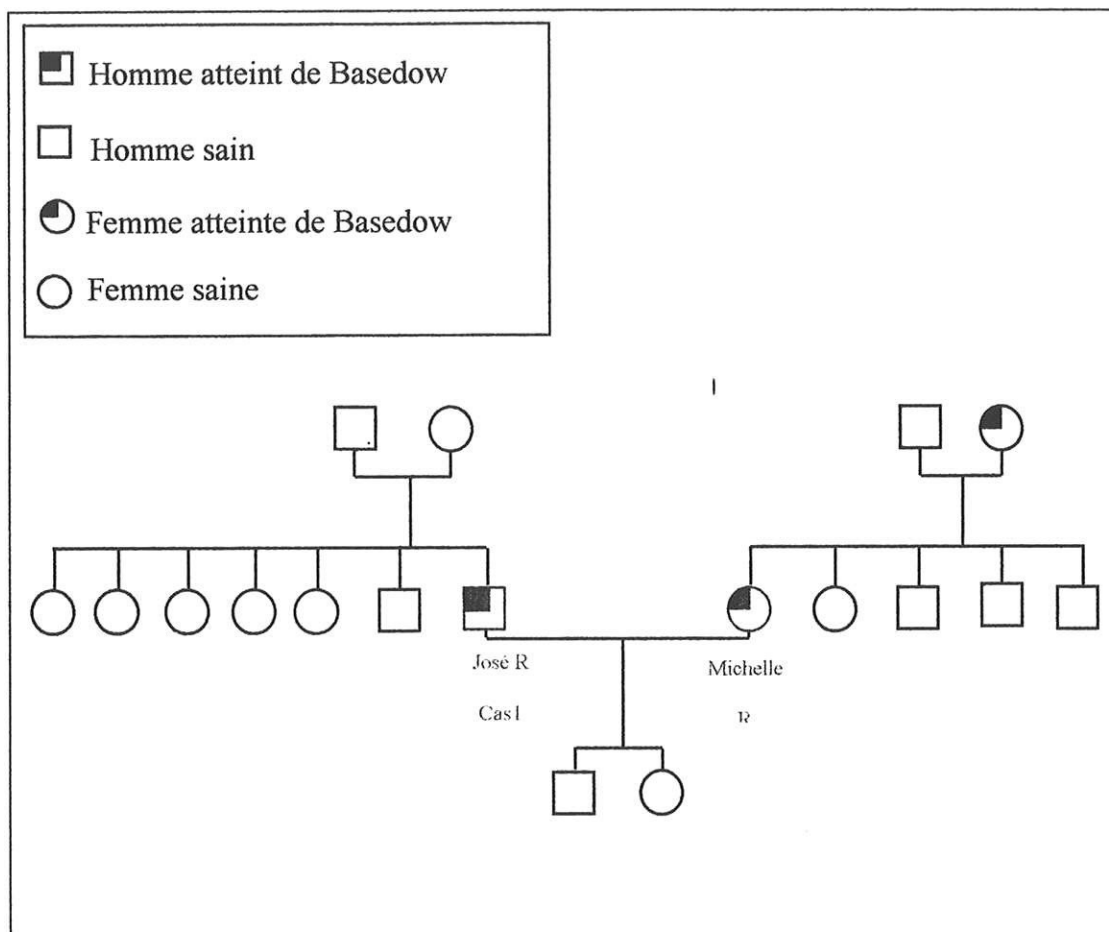 Homme atteint de Basedow
Homme sain
Femme atteinte de Basedow
Femme saine
José R
Michelle
Cas1
R